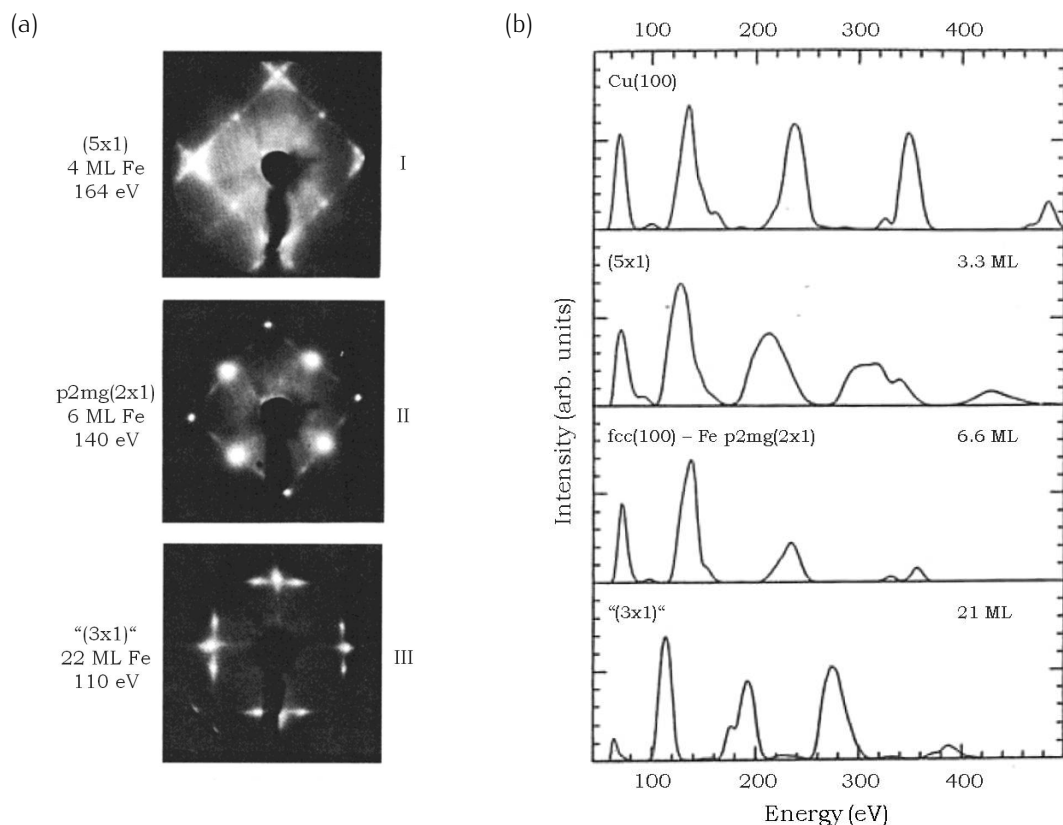 (a)
(5x1)
4 ML Fe
164 eV
I
p2mg(2x1)
6 ML Fe
140 eV
II
“(3x1)“
22 ML Fe
110 eV
III
(b)
100 200 300 400
Cu(100)
(5x1) 3.3 ML
fcc(100) – Fe p2mg(2x1) 6.6 ML
“(3x1)“ 21 ML
Intensity (arb. units)
100 200 300 400
Energy (eV)